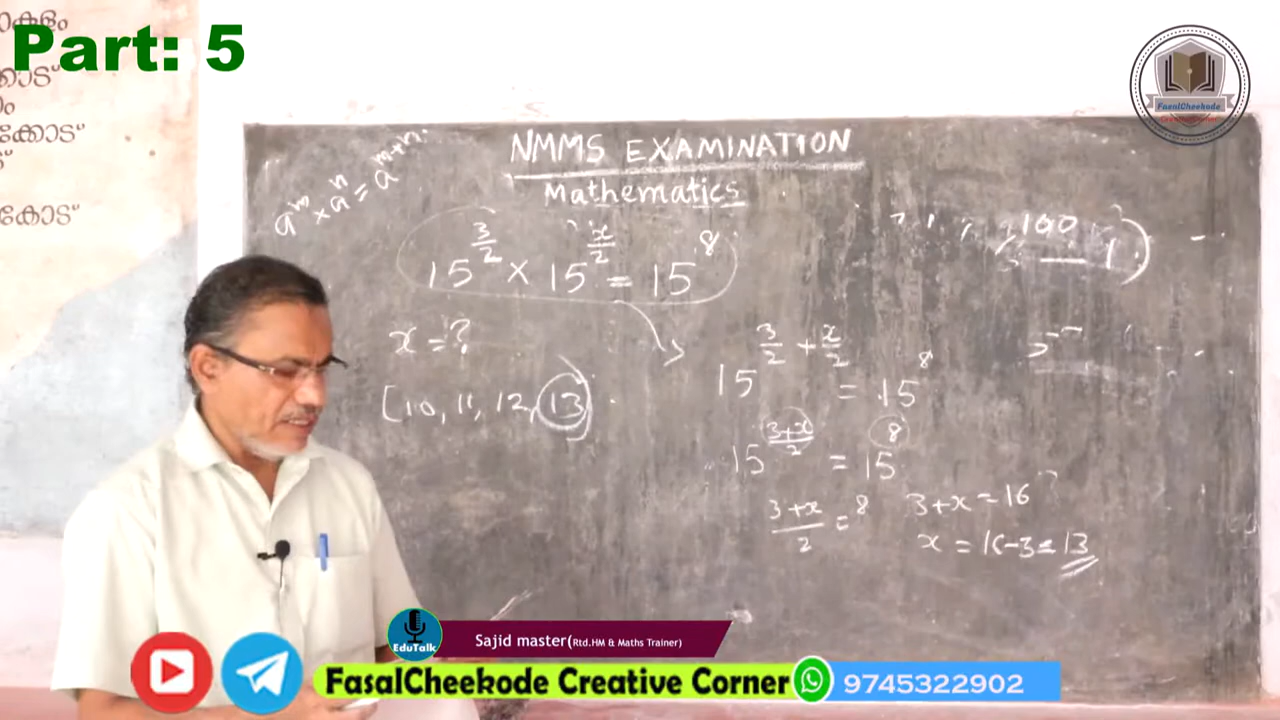 Part: 5
കോട്
FasalCheekode
NMMS EXAMINATION
Mathematics
a^m × a^n = a^{m+n}
15^{3/2} × 15^{x/2} = 15^8
x = ?
[10, 11, 12, 13]
15^{3/2 + x/2} = 15^8
15^{(3+x)/2} = 15^8
(3+x)/2 = 8
3+x = 16
x = 16-3 = 13
100
EduTalk
Sajid master(Rtd.HM & Maths Trainer)
FasalCheekode Creative Corner
9745322902